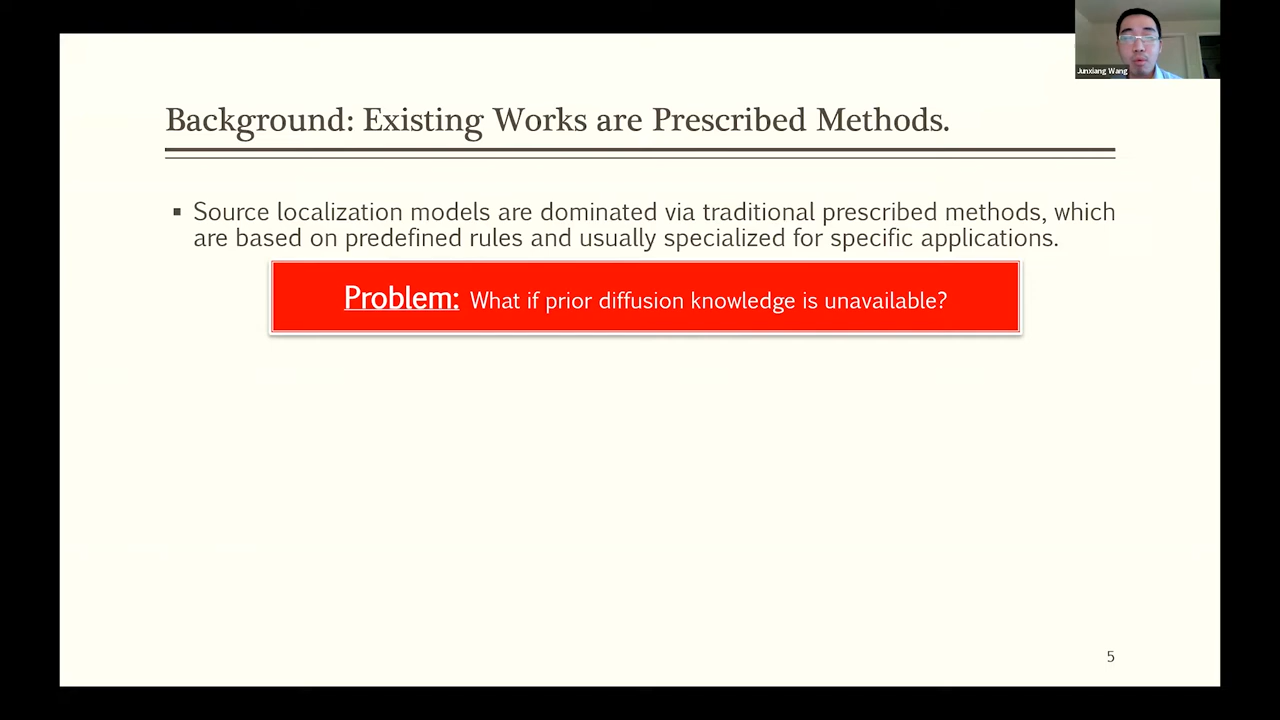 Junxiang Wang
Background: Existing Works are Prescribed Methods.
▪ Source localization models are dominated via traditional prescribed methods, which
are based on predefined rules and usually specialized for specific applications.
Problem: What if prior diffusion knowledge is unavailable?
5